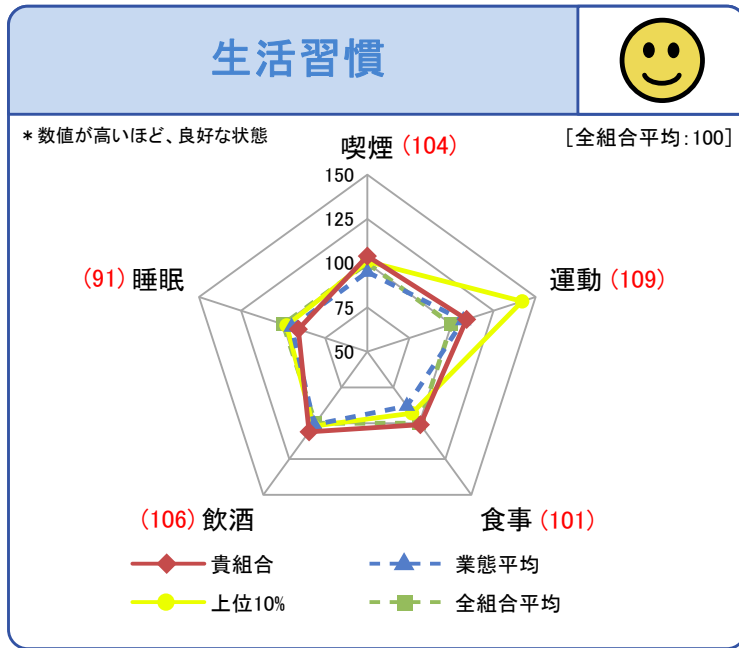 生活習慣
*数値が高いほど、良好な状態
[全組合平均:100]
喫煙 (104)
150
125
100
75
50
(91) 睡眠
運動 (109)
(106) 飲酒
食事 (101)
貴組合
業態平均
上位10%
全組合平均